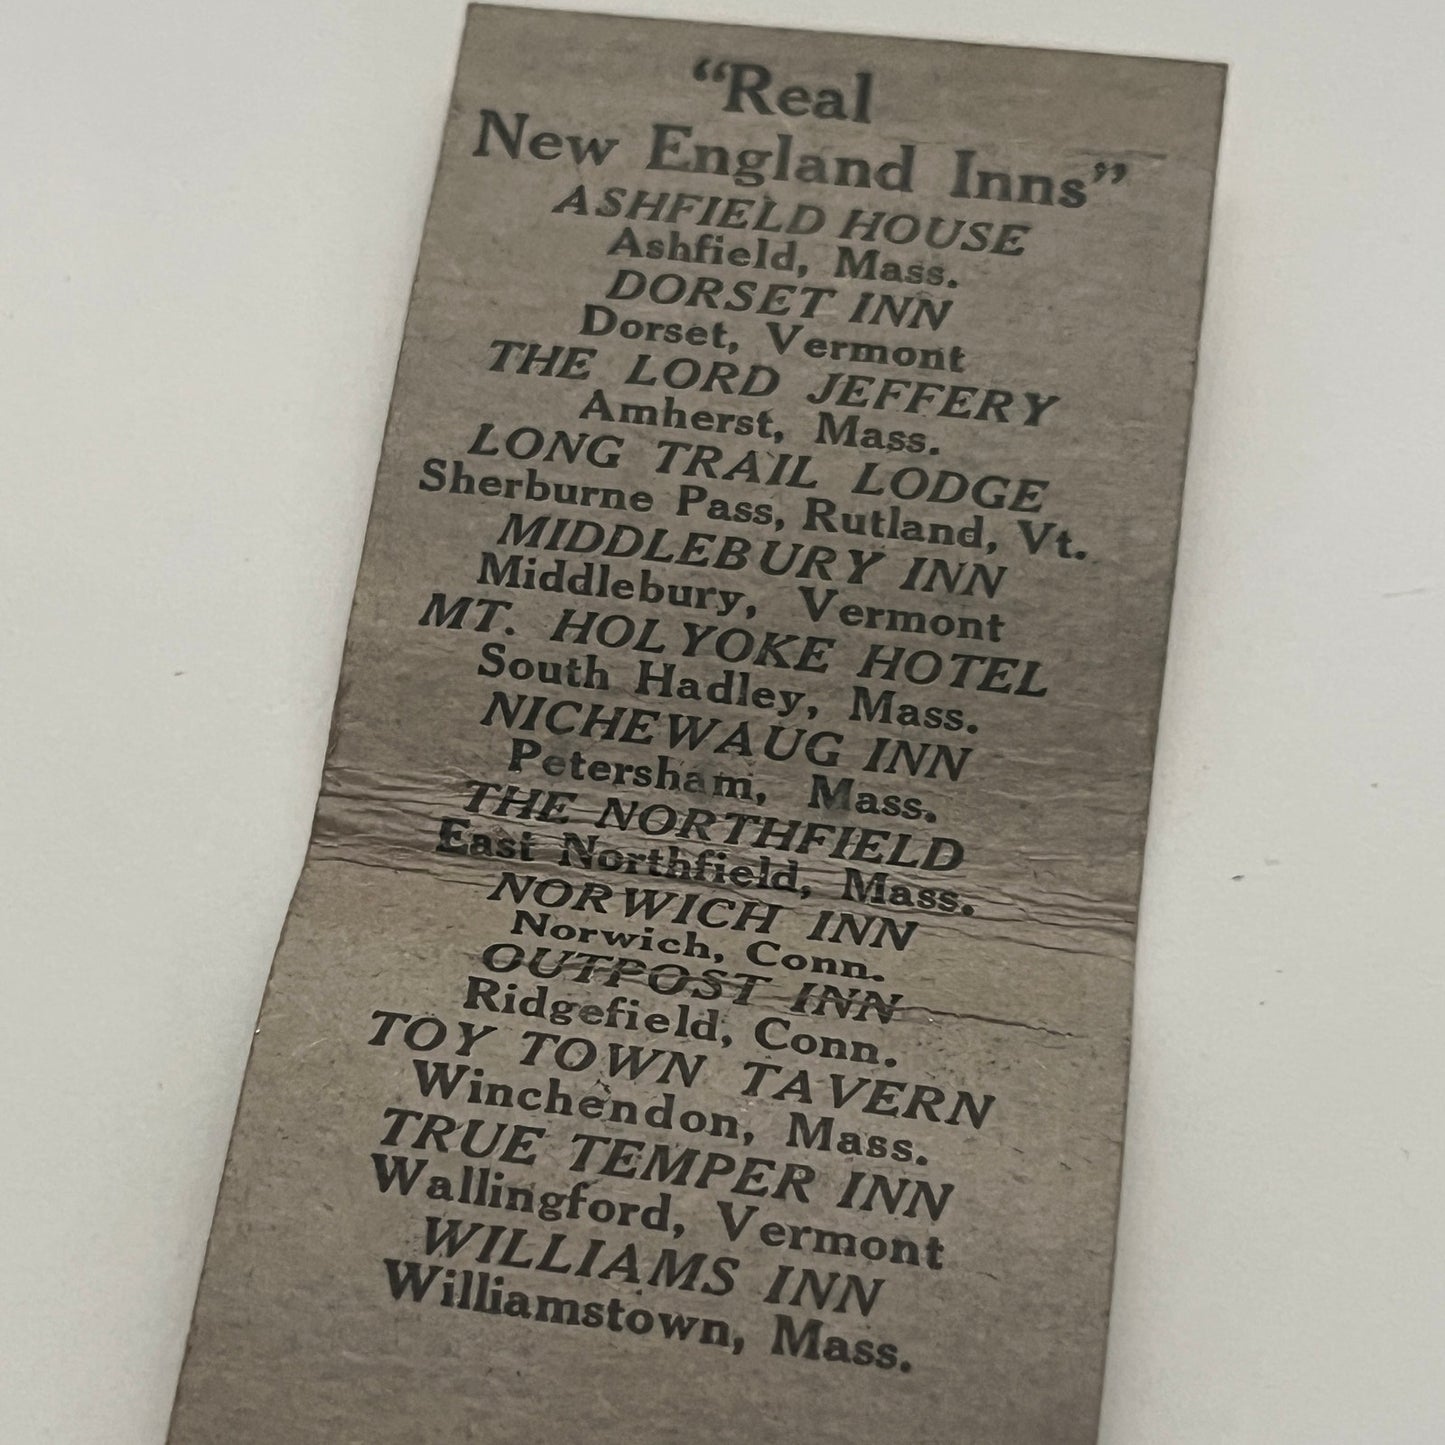 “Real
New England Inns”
ASHFIELD HOUSE
Ashfield, Mass.
DORSET INN
Dorset, Vermont
THE LORD JEFFERY
Amherst, Mass.
LONG TRAIL LODGE
Sherburne Pass, Rutland, Vt.
MIDDLEBURY INN
Middlebury, Vermont
MT. HOLYOKE HOTEL
South Hadley, Mass.
NICHEWAUG INN
Petersham, Mass.
THE NORTHFIELD
East Northfield, Mass.
NORWICH INN
Norwich, Conn.
OUTPOST INN
Ridgefield, Conn.
TOY TOWN TAVERN
Winchendon, Mass.
TRUE TEMPER INN
Wallingford, Vermont
WILLIAMS INN
Williamstown, Mass.